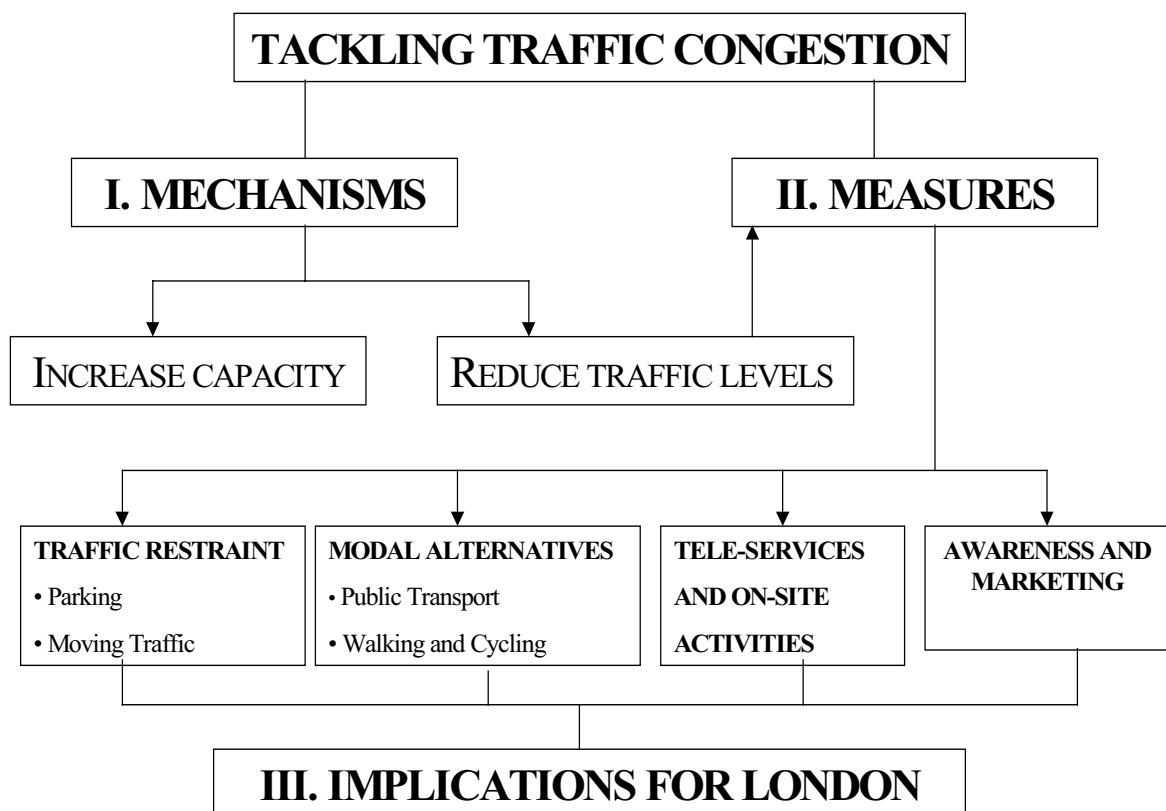 TACKLING TRAFFIC CONGESTION
I. MECHANISMS
II. MEASURES
INCREASE CAPACITY
REDUCE TRAFFIC LEVELS
TRAFFIC RESTRAINT
• Parking
• Moving Traffic
MODAL ALTERNATIVES
• Public Transport
• Walking and Cycling
TELE-SERVICES
AND ON-SITE
ACTIVITIES
AWARENESS AND
MARKETING
III. IMPLICATIONS FOR LONDON